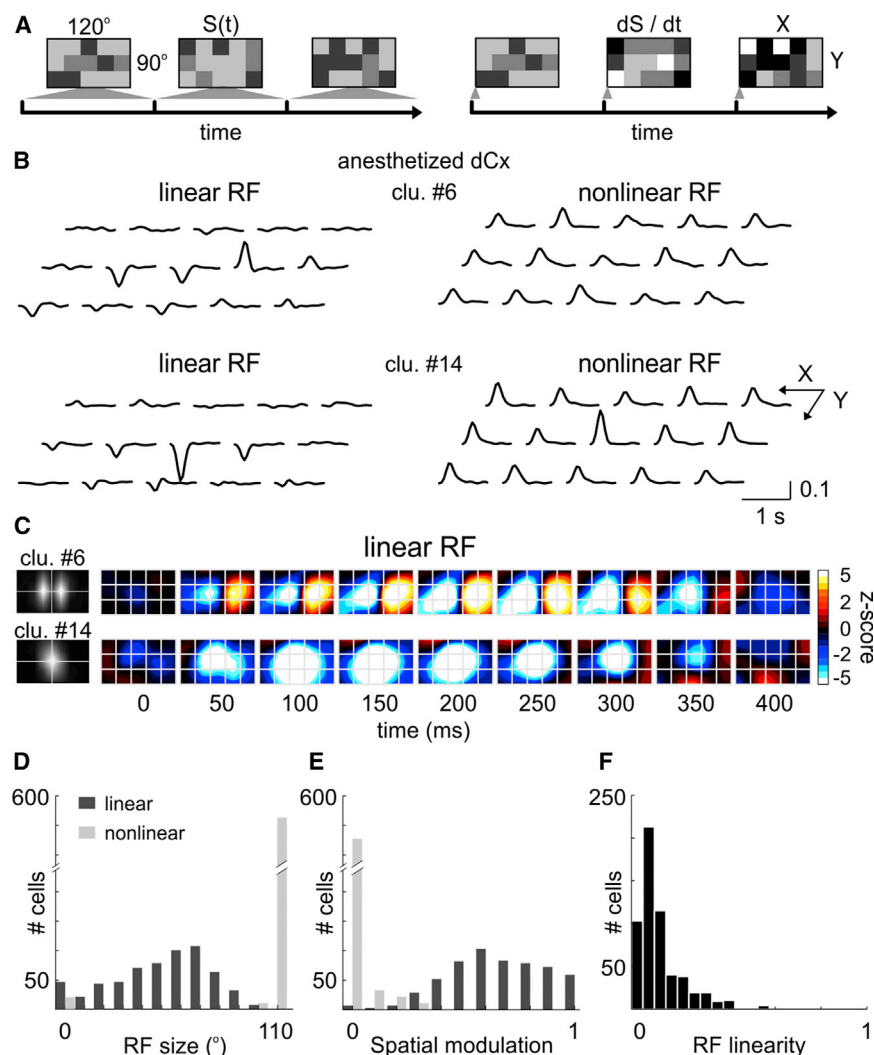 A
120°
S(t)
dS / dt
X
90°
Y
time
time
B
anesthetized dCx
linear RF
clu. #6
nonlinear RF
linear RF
clu. #14
nonlinear RF
X
Y
0.1
1 s
C
linear RF
clu. #6
clu. #14
5
2
0
-2
-5
z-score
0 50 100 150 200 250 300 350 400
time (ms)
D
600
linear
nonlinear
# cells
50
0 110
RF size (°)
E
600
# cells
50
0 1
Spatial modulation
F
250
# cells
50
0 1
RF linearity